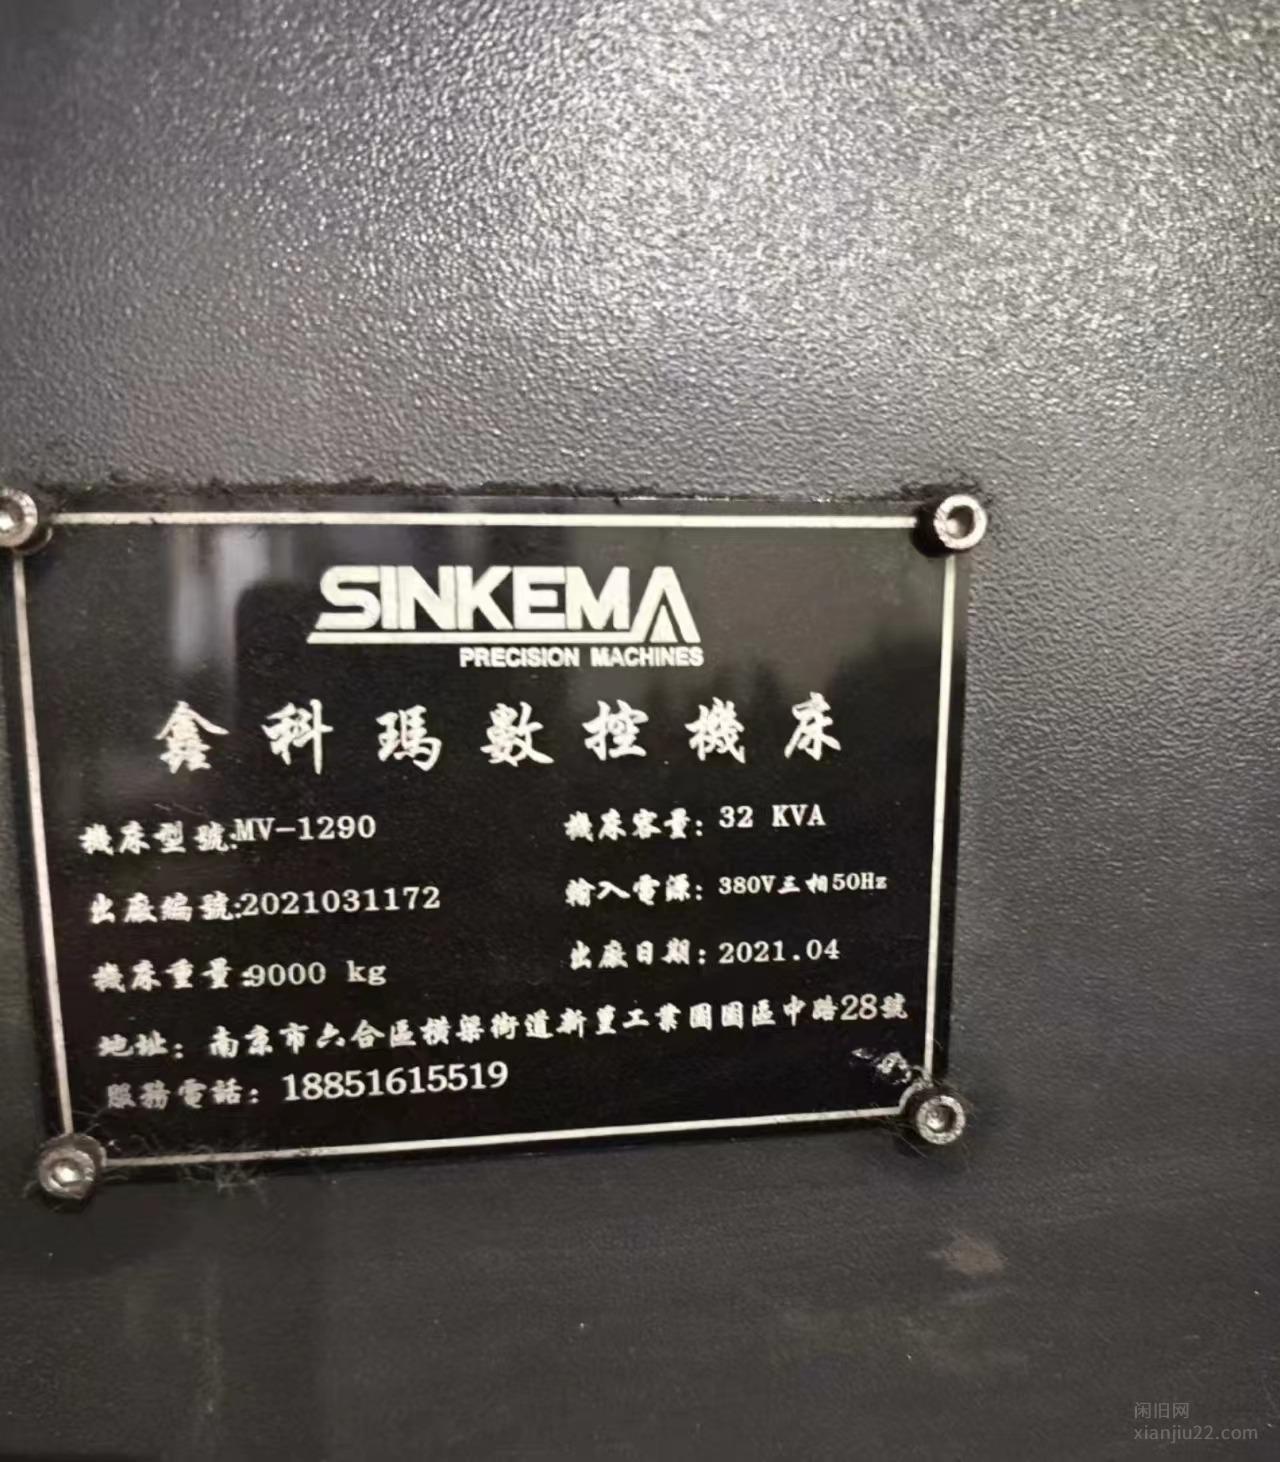 SINKEMA
PRECISION MACHINES
鑫科瑪數控機床
機床型號:MV-1290
機床容量: 32 KVA
出廠編號:2021031172
輸入電源: 380V三相50Hz
機床重量:9000 kg
出廠日期: 2021.04
地址: 南京市六合區橫梁街道新篁工業園園區中路28號
服務電話: 18851615519
闲旧网
xianjiu22.com